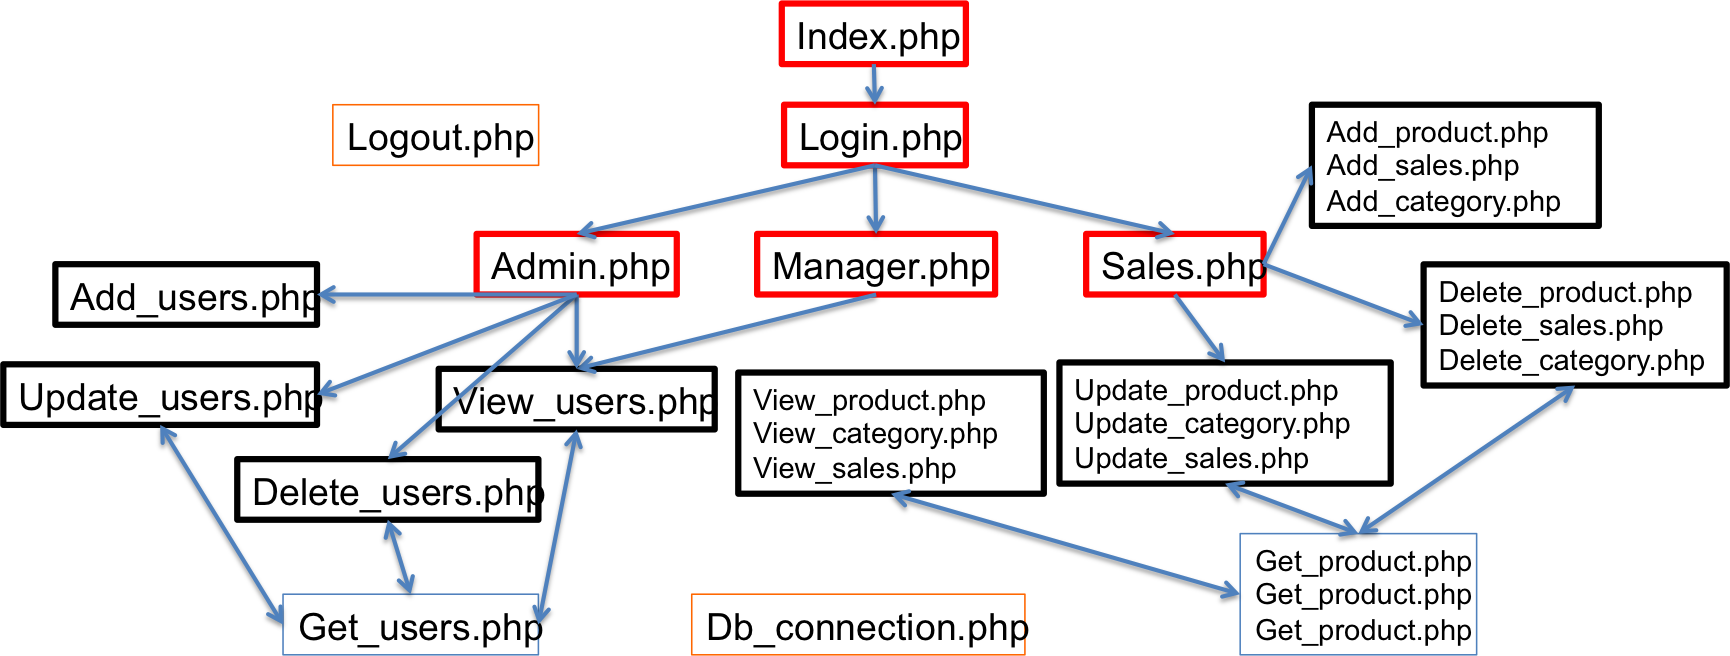 Index.php
Logout.php
Login.php
Add_product.php
Add_sales.php
Add_category.php
Admin.php
Manager.php
Sales.php
Add_users.php
Delete_product.php
Delete_sales.php
Delete_category.php
Update_users.php
View_users.php
View_product.php
View_category.php
View_sales.php
Update_product.php
Update_category.php
Update_sales.php
Delete_users.php
Get_users.php
Db_connection.php
Get_product.php
Get_product.php
Get_product.php